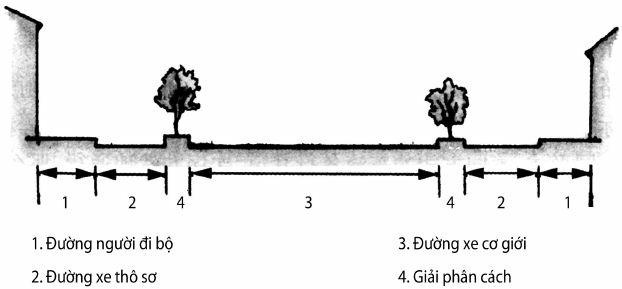 1 2 4 3 4 2 1
1. Đường người đi bộ
3. Đường xe cơ giới
2. Đường xe thô sơ
4. Giải phân cách